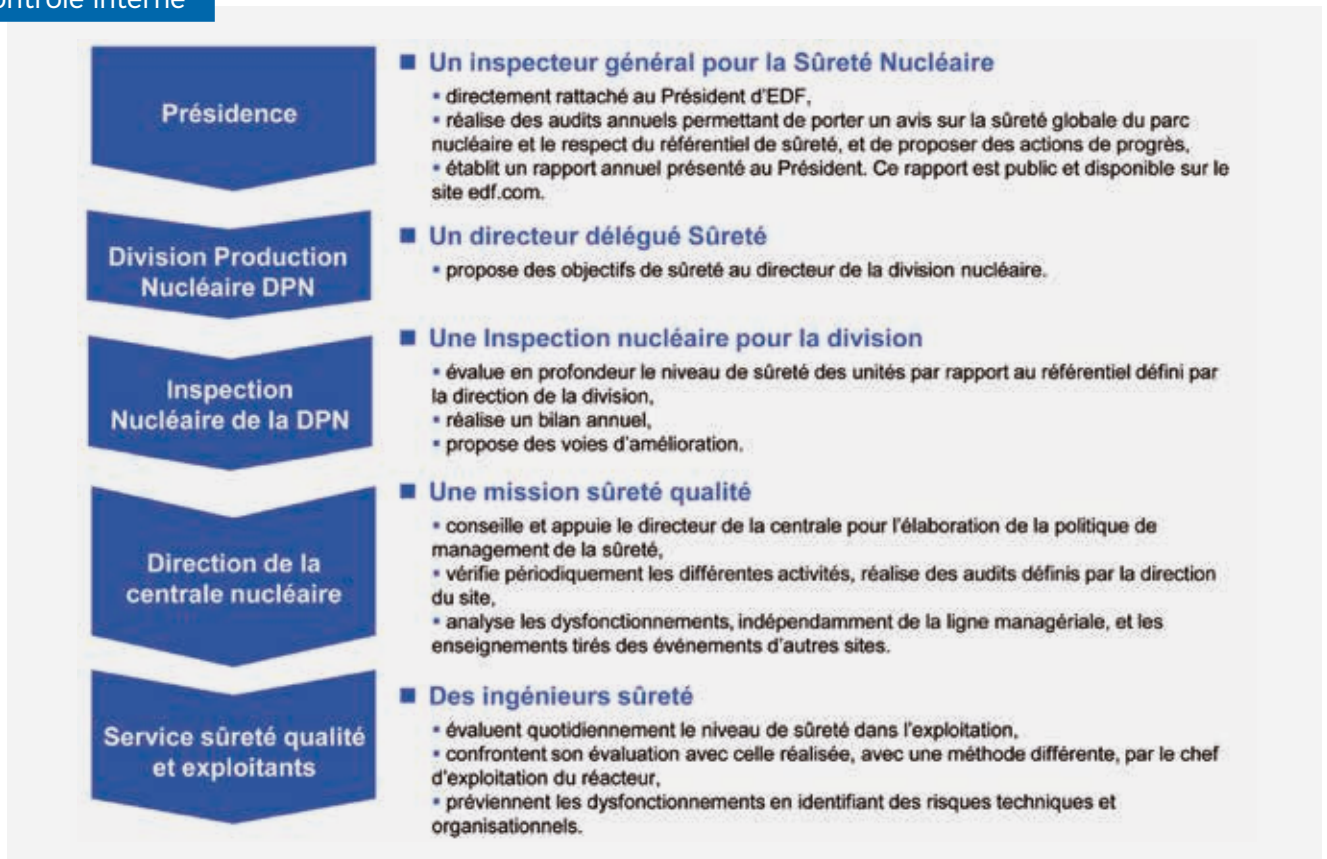 contrôle interne
Présidence
■ Un inspecteur général pour la Sûreté Nucléaire
▪ directement rattaché au Président d'EDF,
▪ réalise des audits annuels permettant de porter un avis sur la sûreté globale du parc
nucléaire et le respect du référentiel de sûreté, et de proposer des actions de progrès,
▪ établit un rapport annuel présenté au Président. Ce rapport est public et disponible sur le
site edf.com.
Division Production
Nucléaire DPN
■ Un directeur délégué Sûreté
▪ propose des objectifs de sûreté au directeur de la division nucléaire.
Inspection
Nucléaire de la DPN
■ Une Inspection nucléaire pour la division
▪ évalue en profondeur le niveau de sûreté des unités par rapport au référentiel défini par
la direction de la division,
▪ réalise un bilan annuel,
▪ propose des voies d'amélioration.
Direction de la
centrale nucléaire
■ Une mission sûreté qualité
▪ conseille et appuie le directeur de la centrale pour l'élaboration de la politique de
management de la sûreté,
▪ vérifie périodiquement les différentes activités, réalise des audits définis par la direction
du site,
▪ analyse les dysfonctionnements, indépendamment de la ligne managériale, et les
enseignements tirés des événements d'autres sites.
Service sûreté qualité
et exploitants
■ Des ingénieurs sûreté
▪ évaluent quotidiennement le niveau de sûreté dans l'exploitation,
▪ confrontent son évaluation avec celle réalisée, avec une méthode différente, par le chef
d'exploitation du réacteur,
▪ préviennent les dysfonctionnements en identifiant des risques techniques et
organisationnels.